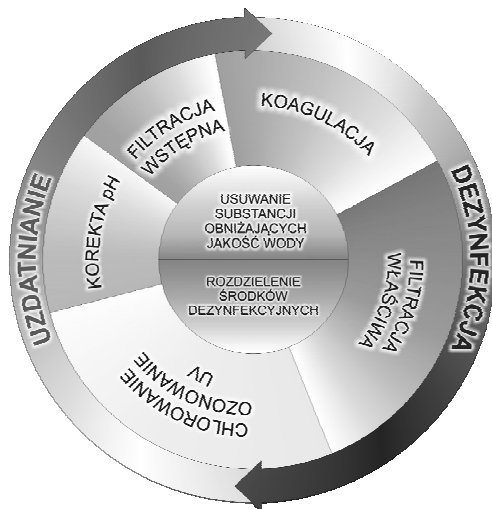 FILTRACJA
WSTĘPNA
KOAGULACJA
FILTRACJA
WŁAŚCIWA
CHLOROWANIE
OZONOWANIE
UV
KOREKTA pH
USUWANIE
SUBSTANCJI
OBNIŻAJĄCYCH
JAKOŚĆ WODY
ROZDZIELENIE
ŚRODKÓW
DEZYNFEKCYJNYCH
UZDATNIANIE
DEZYNFEKCJA